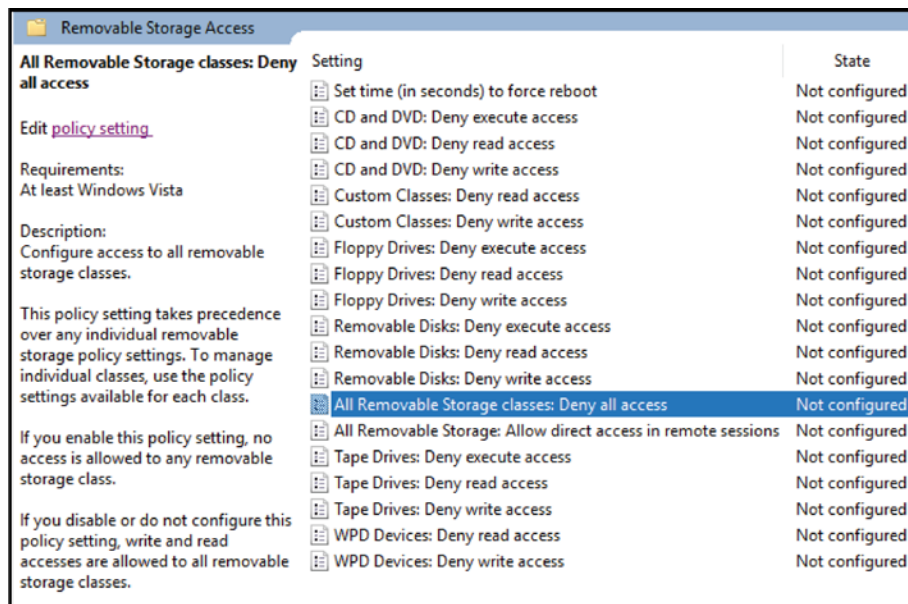 Removable Storage Access
All Removable Storage classes: Deny
all access
Edit policy setting
Requirements:
At least Windows Vista
Description:
Configure access to all removable
storage classes.
This policy setting takes precedence
over any individual removable
storage policy settings. To manage
individual classes, use the policy
settings available for each class.
If you enable this policy setting, no
access is allowed to any removable
storage class.
If you disable or do not configure this
policy setting, write and read
accesses are allowed to all removable
storage classes.
Setting State
Set time (in seconds) to force reboot Not configured
CD and DVD: Deny execute access Not configured
CD and DVD: Deny read access Not configured
CD and DVD: Deny write access Not configured
Custom Classes: Deny read access Not configured
Custom Classes: Deny write access Not configured
Floppy Drives: Deny execute access Not configured
Floppy Drives: Deny read access Not configured
Floppy Drives: Deny write access Not configured
Removable Disks: Deny execute access Not configured
Removable Disks: Deny read access Not configured
Removable Disks: Deny write access Not configured
All Removable Storage classes: Deny all access Not configured
All Removable Storage: Allow direct access in remote sessions Not configured
Tape Drives: Deny execute access Not configured
Tape Drives: Deny read access Not configured
Tape Drives: Deny write access Not configured
WPD Devices: Deny read access Not configured
WPD Devices: Deny write access Not configured